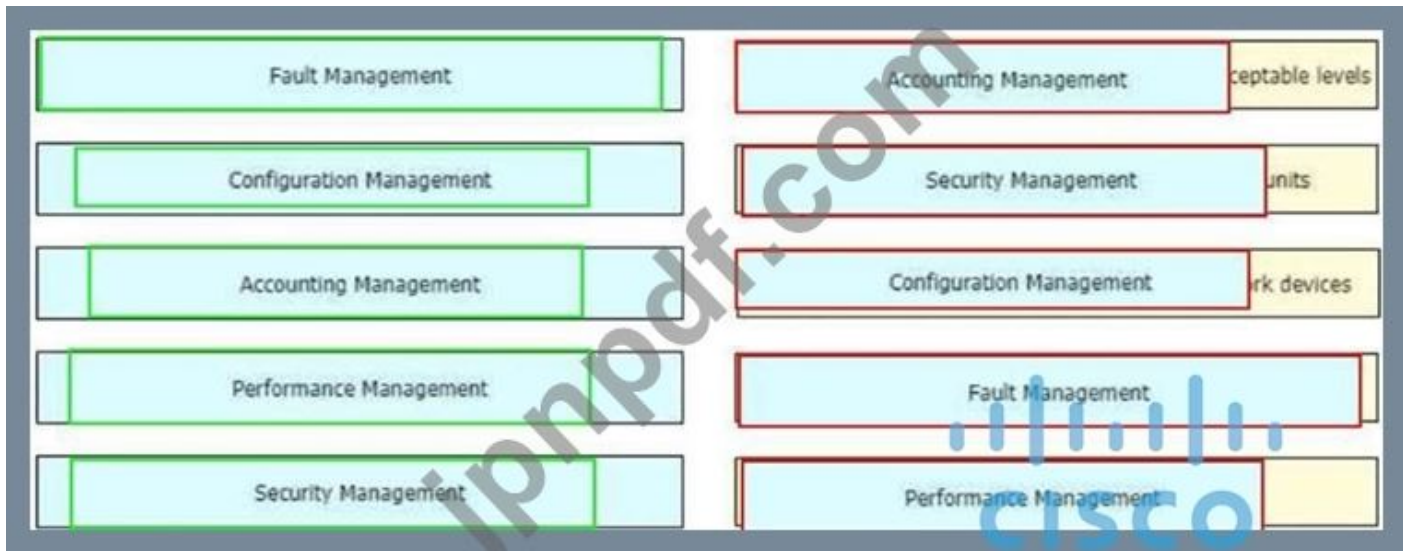 Fault Management
Accounting Management
ceptable levels
Configuration Management
Security Management
units
Accounting Management
Configuration Management
rk devices
Performance Management
Fault Management
Security Management
Performance Management
jpnpdf.com
CISCO